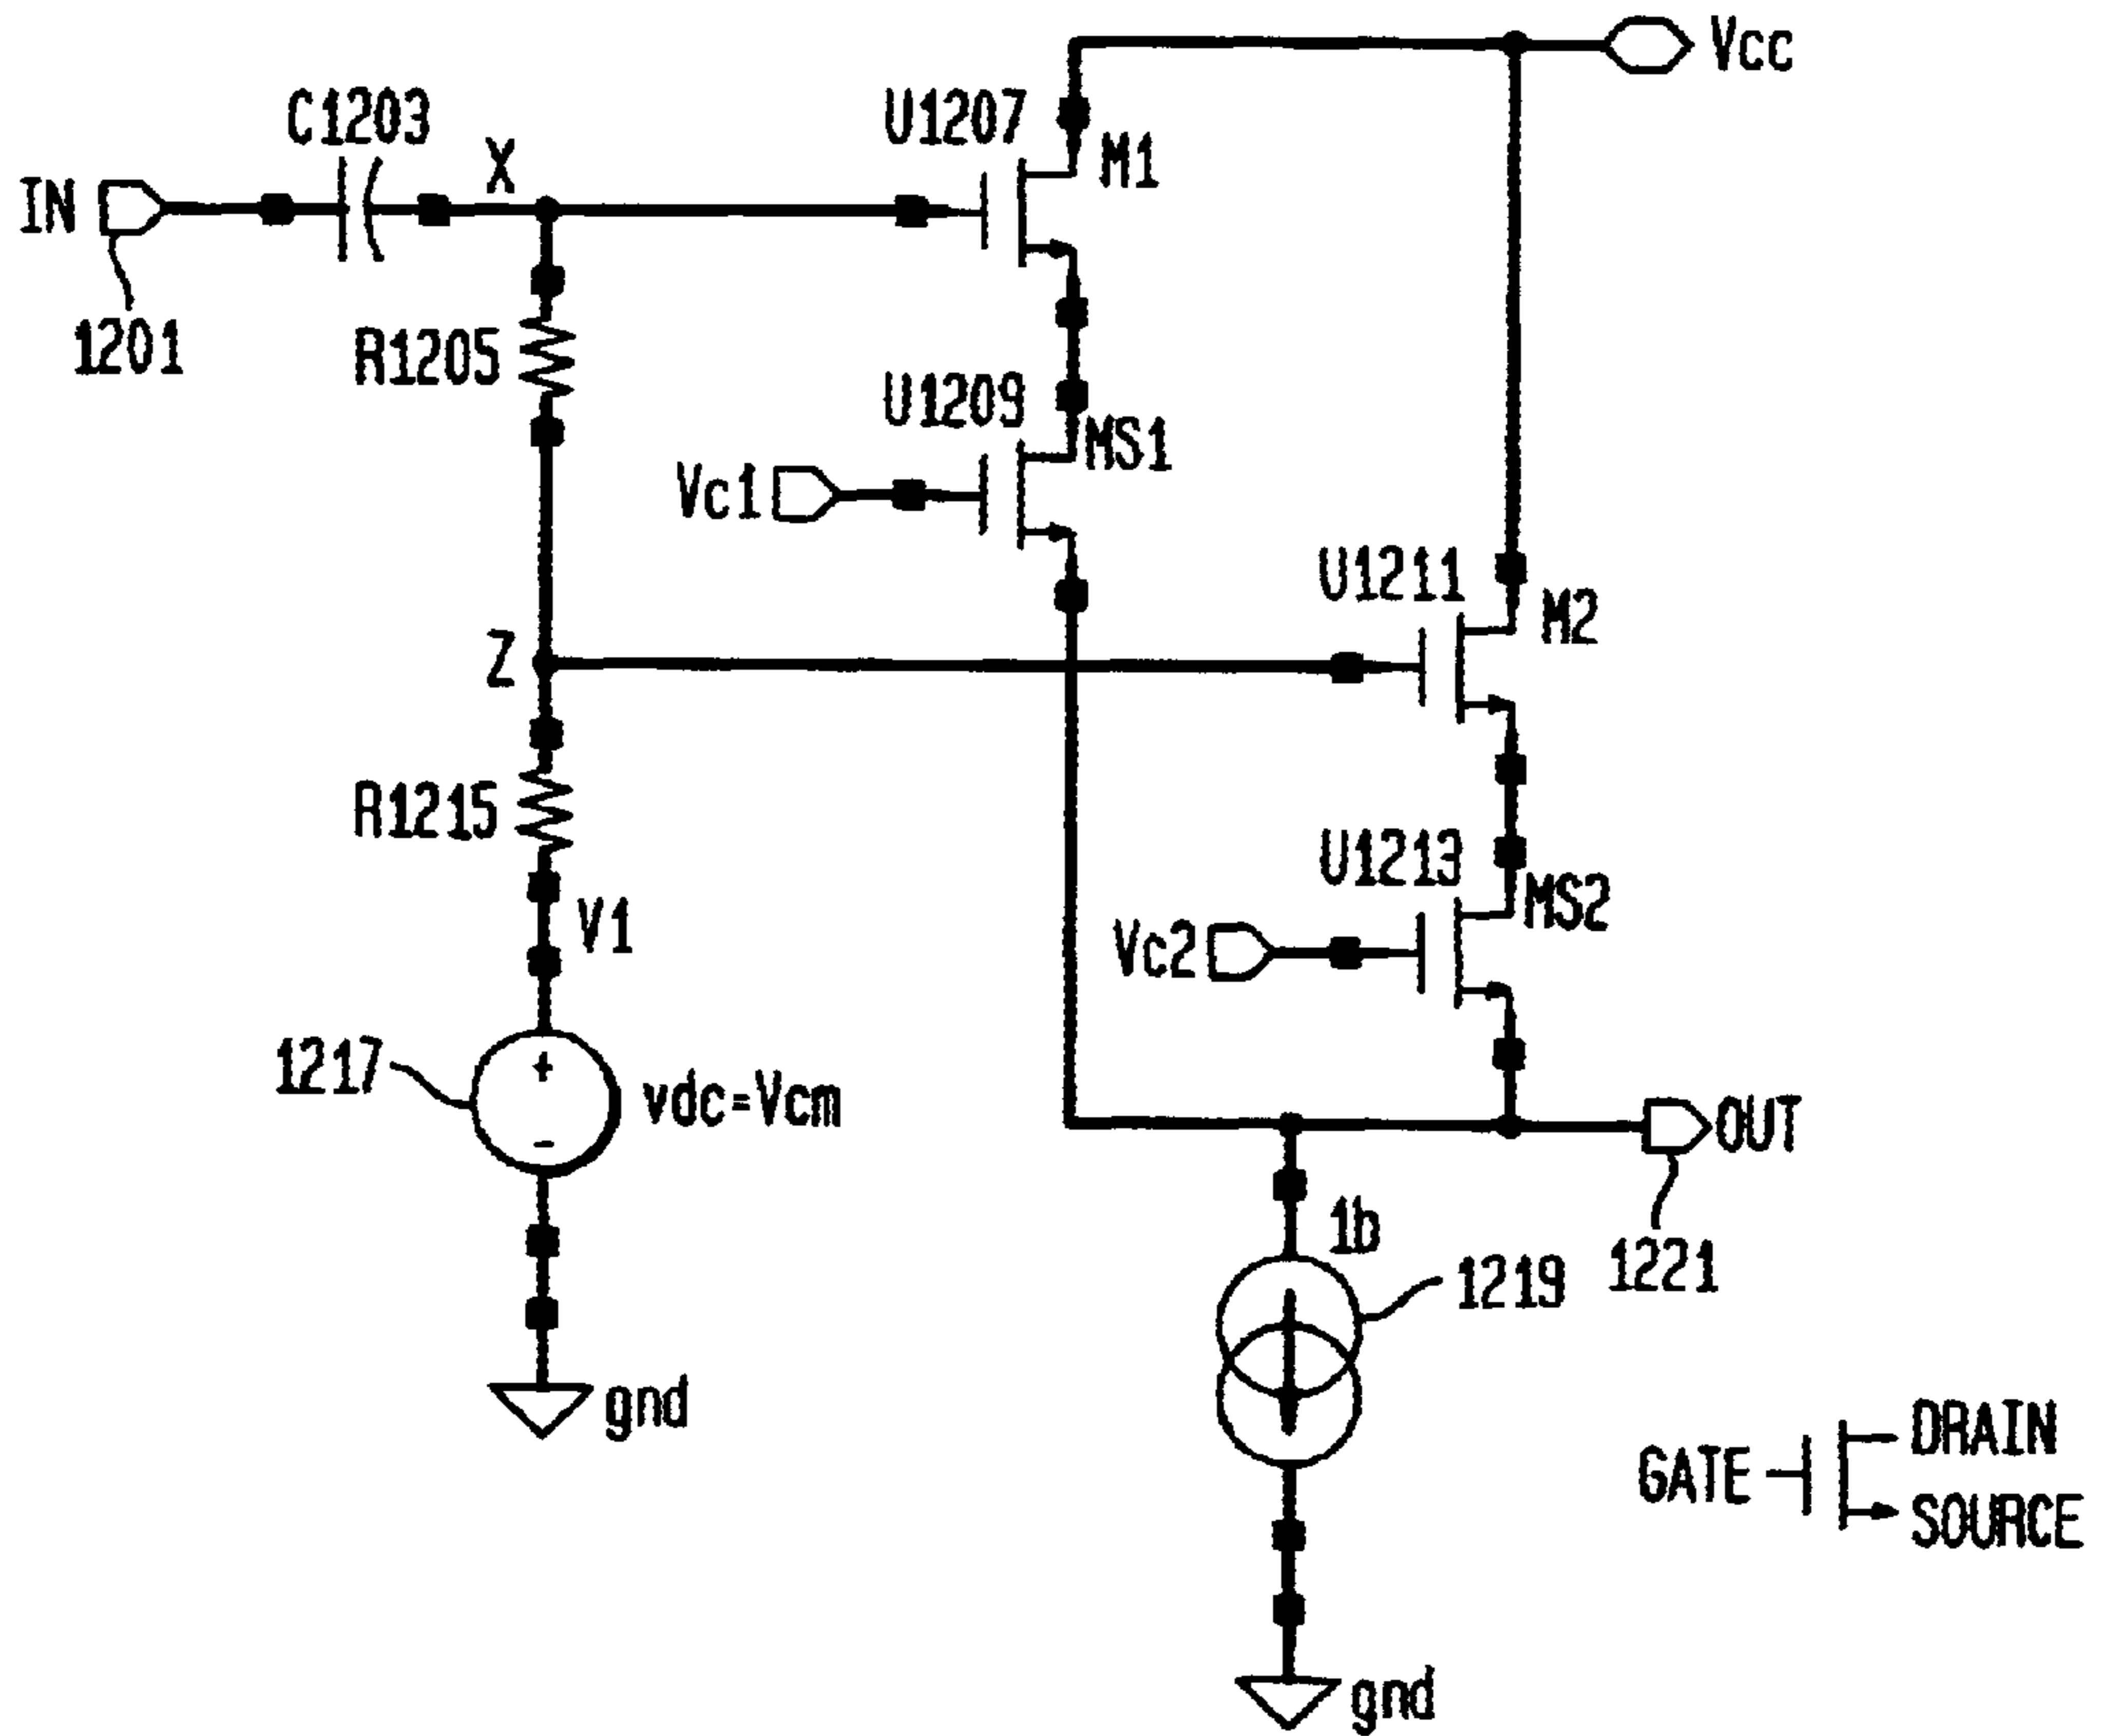 Vcc
C1203
U1207
X
M1
IN
1201
R1205
U1209
MS1
Vc1
U1211
M2
Z
R1215
U1213
MS2
V1
Vc2
1217
vdc=Vcm
OUT
1b
1219
1221
gnd
DRAIN
GATE
SOURCE
gnd